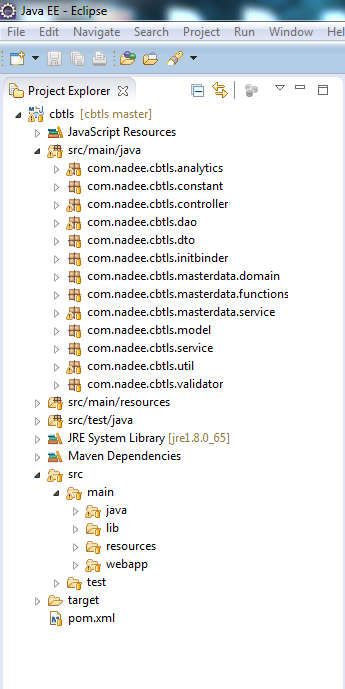 Java EE - Eclipse
File Edit Navigate Search Project Run Window Hel
Project Explorer
cbtls [cbtls master]
JavaScript Resources
src/main/java
com.nadee.cbtls.analytics
com.nadee.cbtls.constant
com.nadee.cbtls.controller
com.nadee.cbtls.dao
com.nadee.cbtls.dto
com.nadee.cbtls.initbinder
com.nadee.cbtls.masterdata.domain
com.nadee.cbtls.masterdata.functions
com.nadee.cbtls.masterdata.service
com.nadee.cbtls.model
com.nadee.cbtls.service
com.nadee.cbtls.util
com.nadee.cbtls.validator
src/main/resources
src/test/java
JRE System Library [jre1.8.0_65]
Maven Dependencies
src
main
java
lib
resources
webapp
test
target
pom.xml